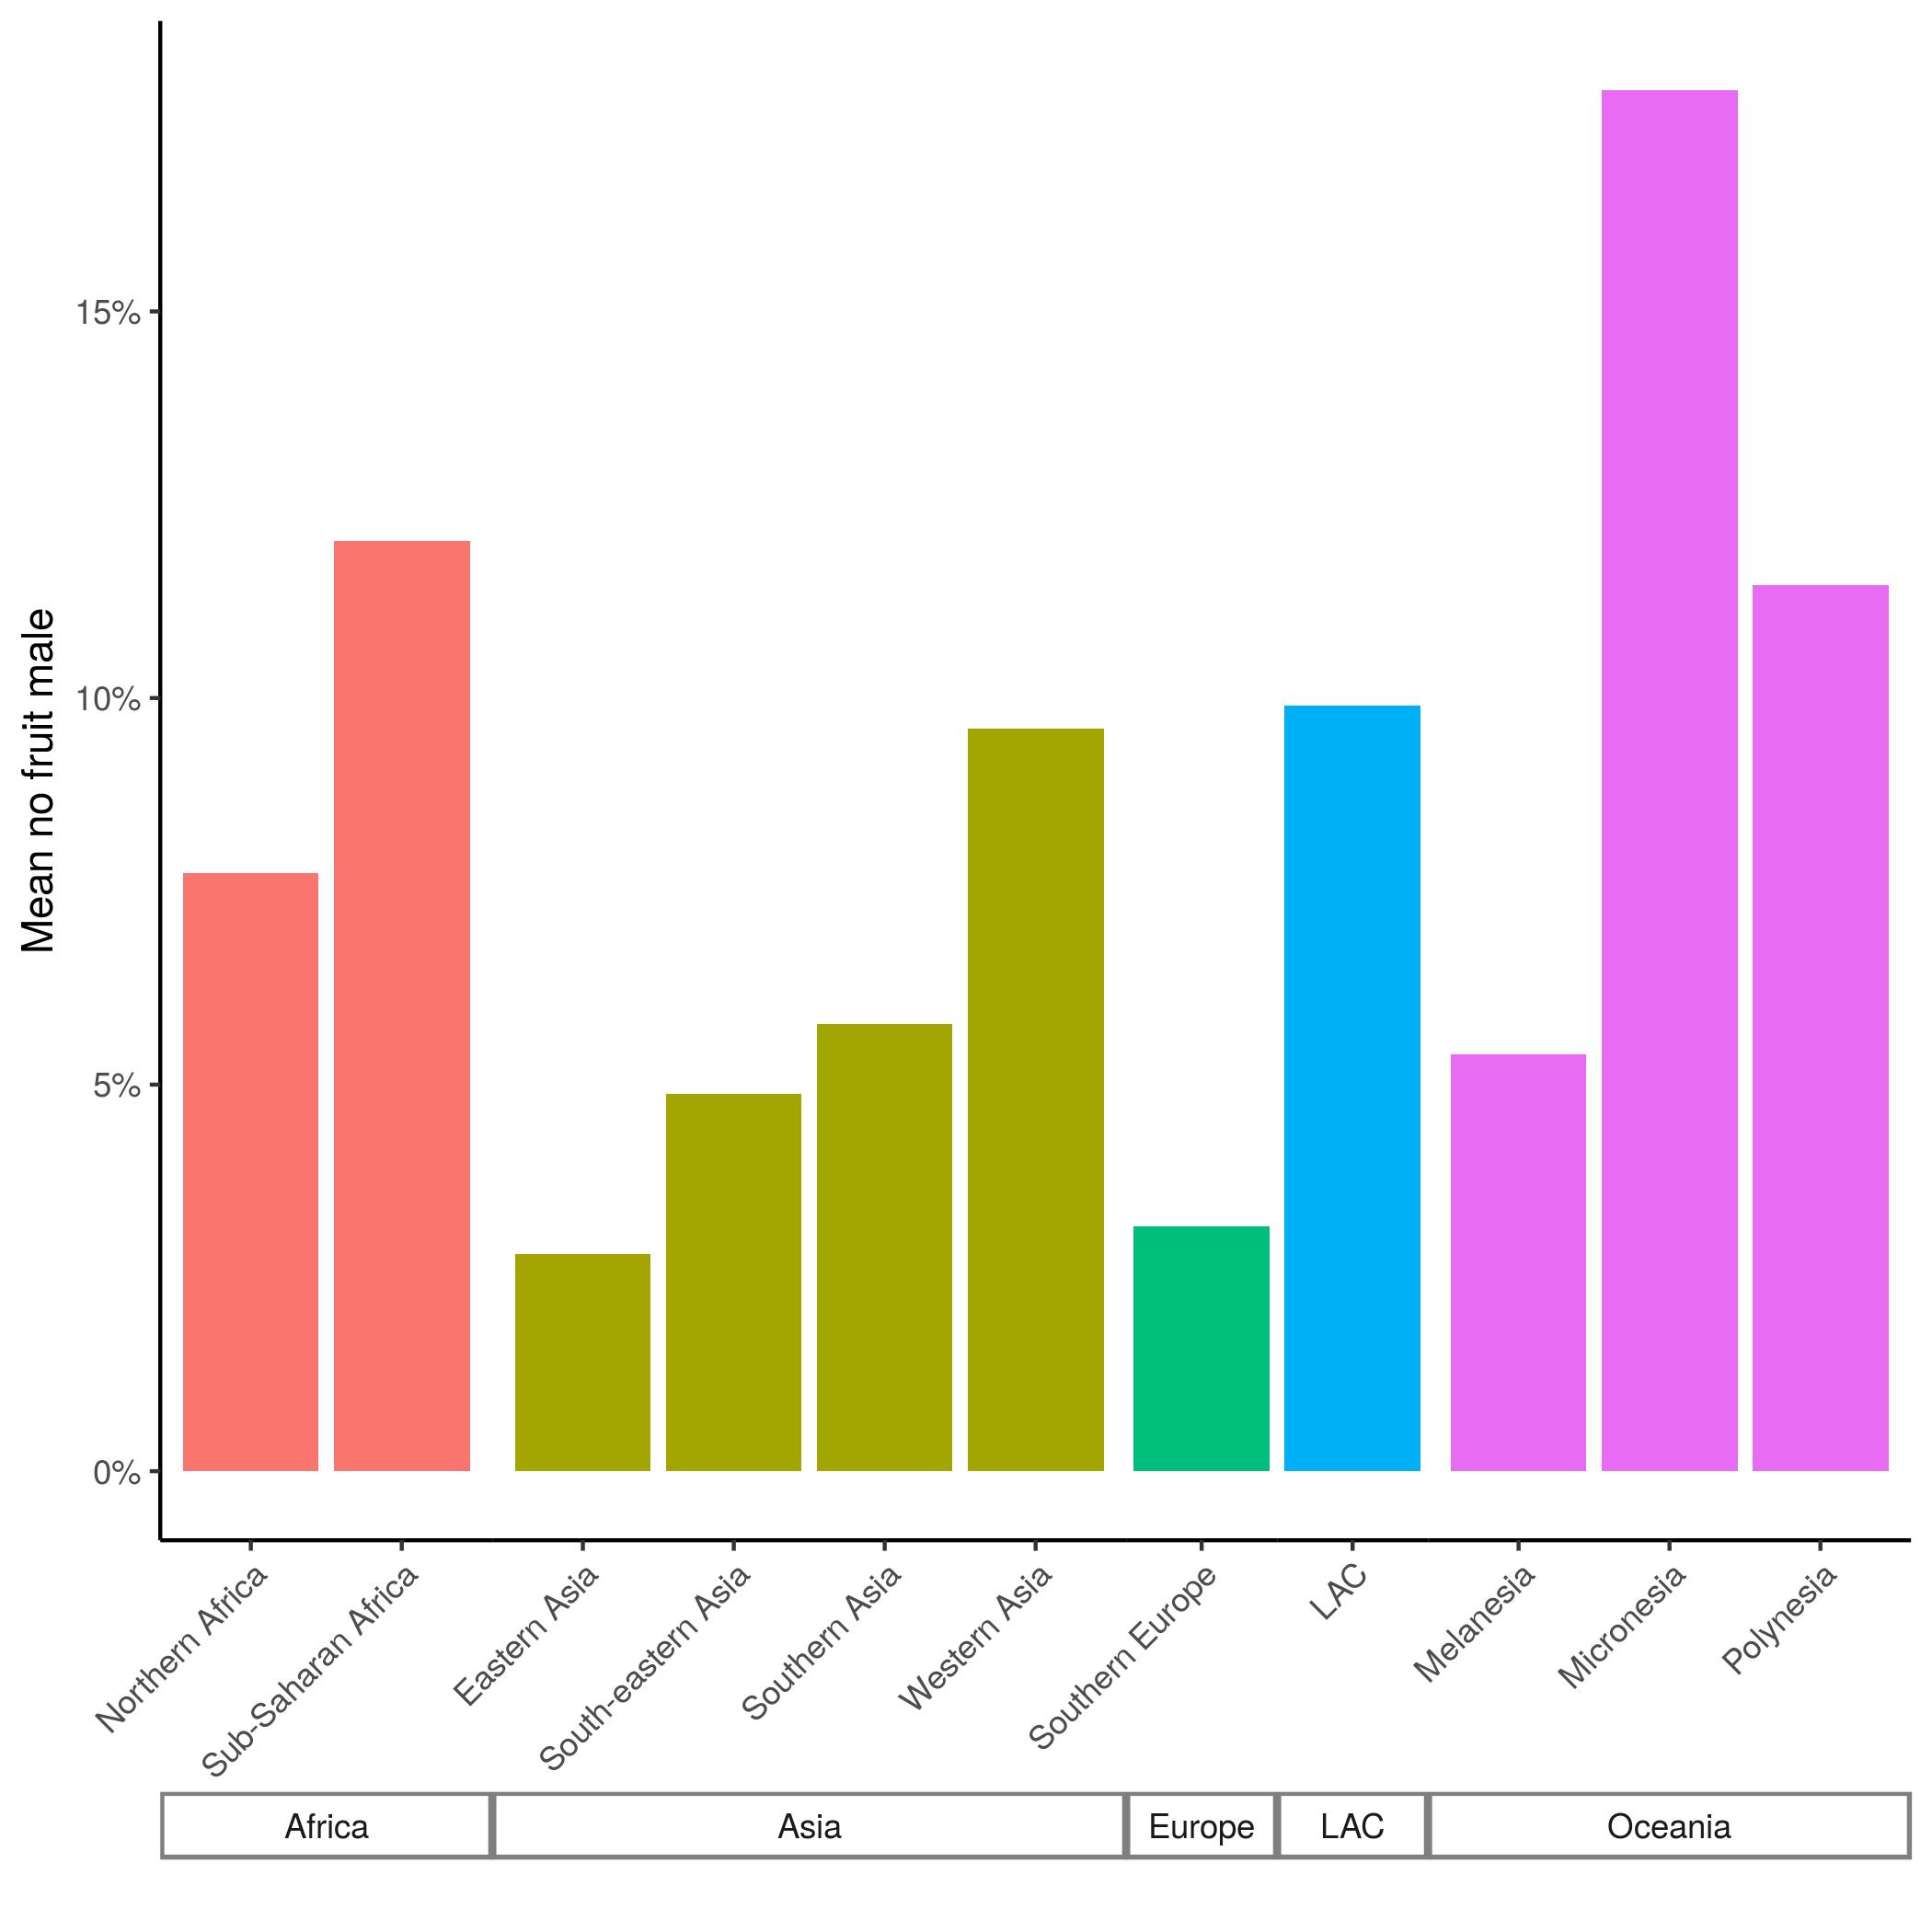 Mean no fruit male
15%
10%
5%
0%
Northern Africa
Sub-Saharan Africa
Eastern Asia
South-eastern Asia
Southern Asia
Western Asia
Southern Europe
LAC
Melanesia
Micronesia
Polynesia
Africa
Asia
Europe
LAC
Oceania